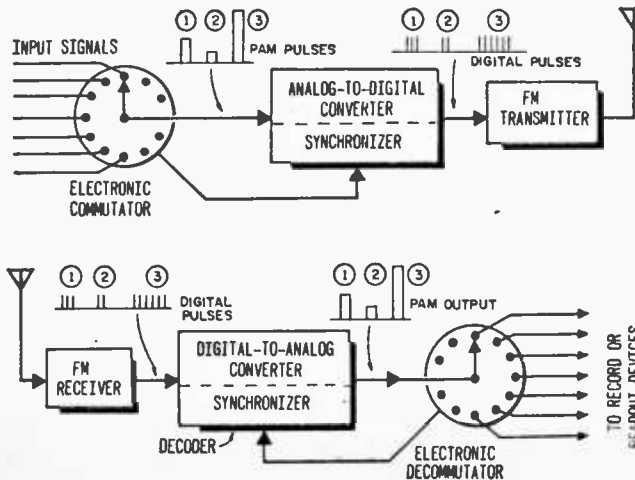 ① ② ③
INPUT SIGNALS
PAM PULSES
① ② ③
DIGITAL PULSES
ANALOG-TO-DIGITAL
CONVERTER
SYNCHRONIZER
FM
TRANSMITTER
ELECTRONIC
COMMUTATOR
① ② ③
DIGITAL
PULSES
① ② ③
PAM OUTPUT
FM
RECEIVER
DIGITAL-TO-ANALOG
CONVERTER
SYNCHRONIZER
DECODER
ELECTRONIC
DECOMMUTATOR
TO RECORD OR
READOUT DEVICES